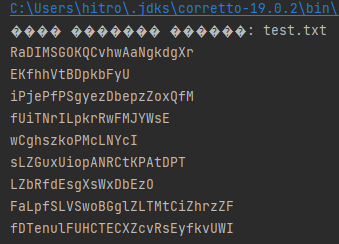 C:\Users\hitro\.jdks\corretto-19.0.2\bin\
���� ������� ������: test.txt
RaDIMSGOKQCvhwAaNgkdgXr
EKfhhVtBDpkbFyU
iPjePfPSgyezDbepzZoxQfM
fUiTNrILpkrRwFMJYWsE
wCghszkoPMcLNYcI
sLZGuxUiopANRCtKPAtDPT
LZbRfdEsgXsWxDbEzO
FaLpfSLVSwoBGglZLTMtCiZhrzZF
fDTenulFUHCTECXZcvRsEyfkvUWI